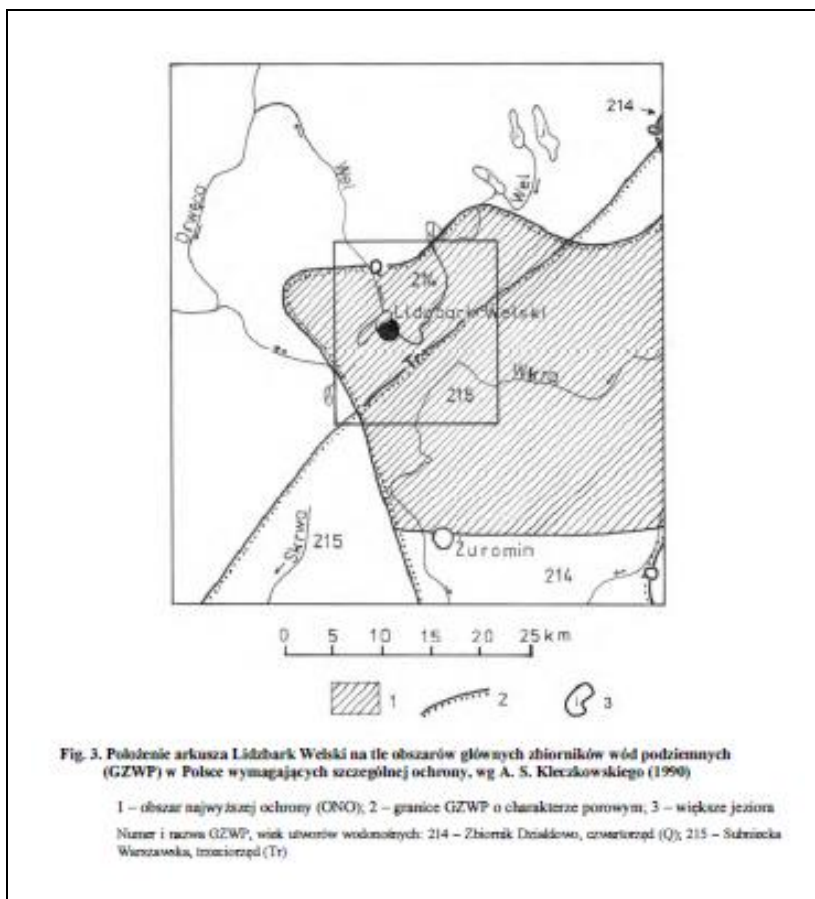 214
Drwęca
Wel
Wel
Q
Q
214
Lidzbark Welski
Tr
Wkra
215
Skrwa
215
Żuromin
214
Q
0 5 10 15 20 25 km
1 2 3
Fig. 3. Położenie arkusza Lidzbark Welski na tle obszarów głównych zbiorników wód podziemnych
(GZWP) w Polsce wymagających szczególnej ochrony, wg A. S. Kleczkowskiego (1990)
1 – obszar najwyższej ochrony (ONO); 2 – granice GZWP o charakterze porowym; 3 – większe jeziora
Numer i nazwa GZWP, wiek utworów wodonośnych: 214 – Zbiornik Działdowo, czwartorzęd (Q); 215 – Subniecka
Warszawska, trzeciorzęd (Tr)